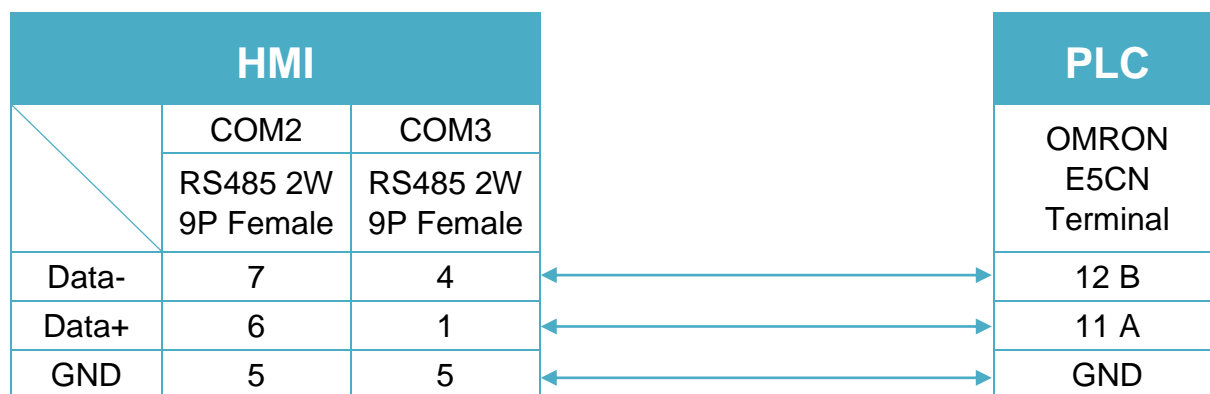 HMI PLC
COM2 COM3 OMRON
E5CN
Terminal
RS485 2W RS485 2W
9P Female 9P Female
Data- 7 4 12 B
Data+ 6 1 11 A
GND 5 5 GND